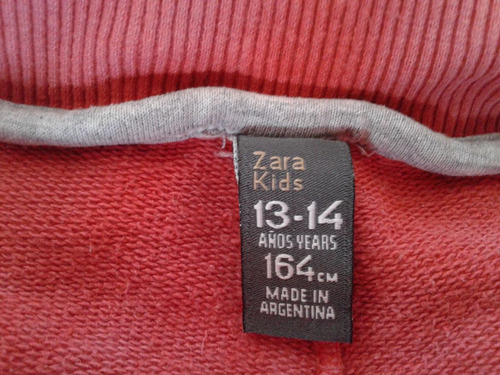 Zara
Kids
13-14
AÑOS YEARS
164CM
MADE IN
ARGENTINA